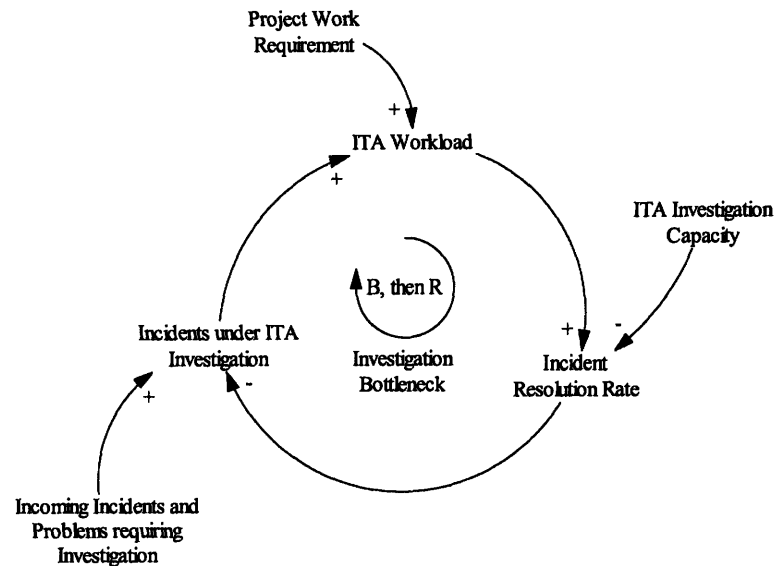 Project Work
Requirement
+
ITA Workload
+
ITA Investigation
Capacity
B, then R
+
-
Incidents under ITA
Investigation
Investigation
Bottleneck
Incident
Resolution Rate
-
+
Incoming Incidents and
Problems requiring
Investigation